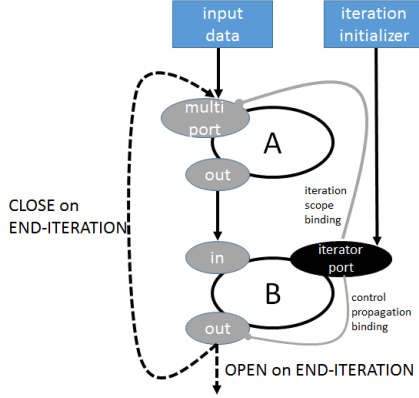 input
data
iteration
initializer
multi
port
A
out
iteration
scope
binding
CLOSE on
END-ITERATION
in
iterator
port
B
control
propagation
binding
out
OPEN on END-ITERATION